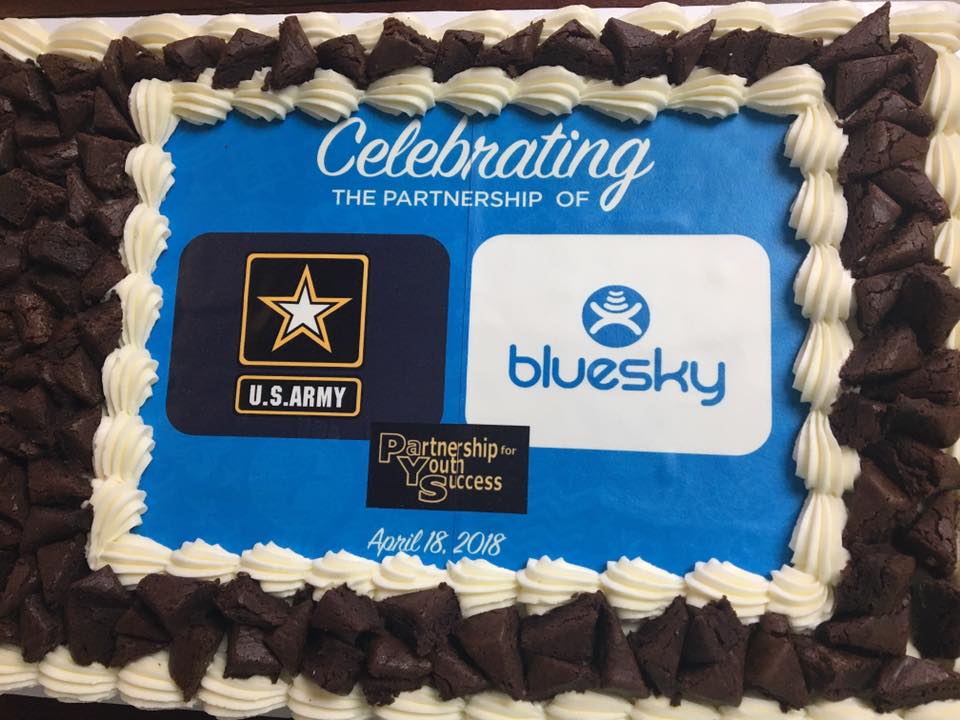 Celebrating
THE PARTNERSHIP OF
U.S.ARMY
bluesky
Partnership for
Youth
Success
April 18, 2018